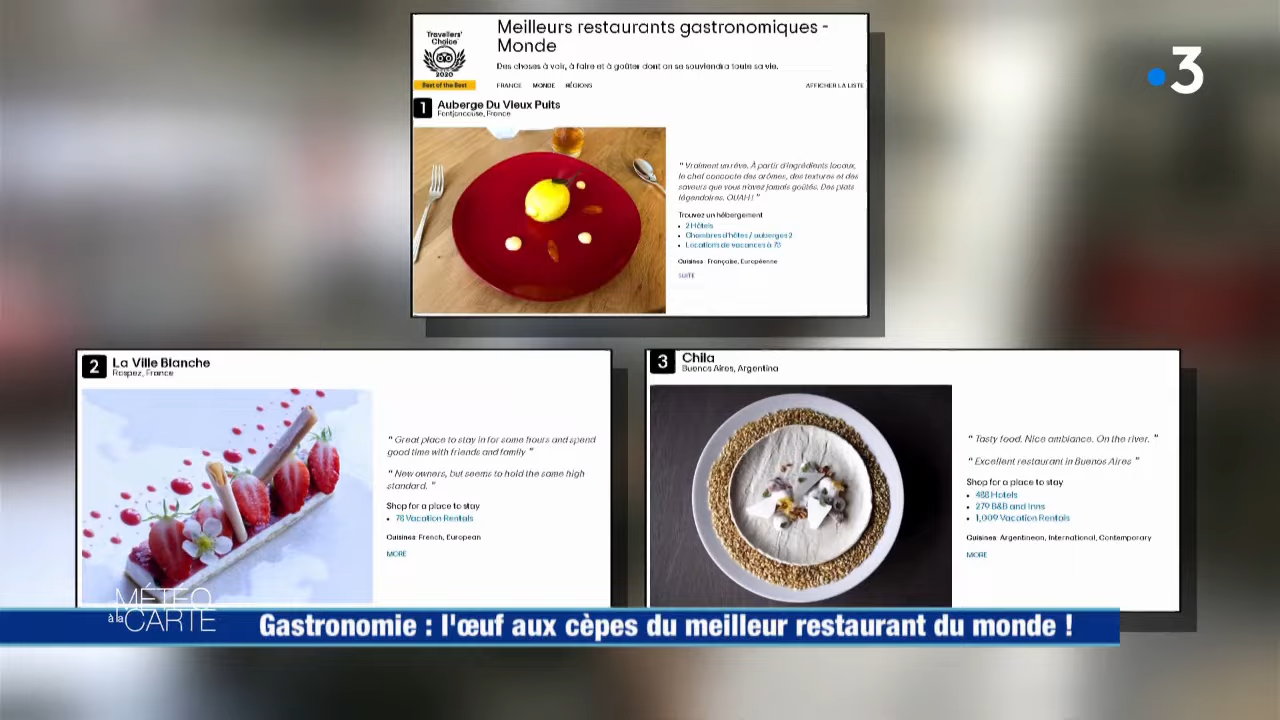 Meilleurs restaurants gastronomiques -
Monde
Travellers'
Choice
2020
Best of the Best
Des choses à voir, à faire et à goûter dont on se souviendra toute sa vie.
FRANCE MONDE RÉGIONS AFFICHER LA LISTE
1 Auberge Du Vieux Puits
Fontjoncouse, France
" Vraiment un rêve. À partir d'ingrédients locaux,
le chef concocte des arômes, des textures et des
saveurs que vous n'avez jamais goûtés. Des plats
légendaires. OUAH! "
Trouvez un hébergement
• 2 Hôtels
• Chambres d'hôtes / auberges 2
• Locations de vacances à 75
Cuisines Française, Européenne
SUITE
3
2 La Ville Blanche
Rospez, France
" Great place to stay in for some hours and spend
good time with friends and family "
" New owners, but seems to hold the same high
standard. "
Shop for a place to stay
• 78 Vacation Rentals
Cuisines French, European
MORE
3 Chila
Buenos Aires, Argentina
" Tasty food. Nice ambiance. On the river. "
" Excellent restaurant in Buenos Aires "
Shop for a place to stay
• 488 Hotels
• 279 B&B and Inns
• 1,009 Vacation Rentals
Cuisines Argentinean, International, Contemporary
MORE
MÉTÉO
à la CARTE
Gastronomie : l'œuf aux cèpes du meilleur restaurant du monde !